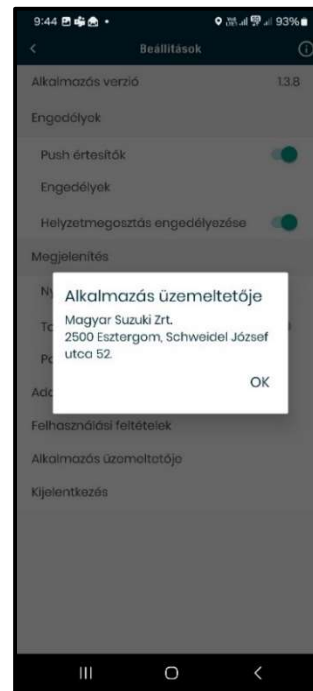 9:44
93%
Beállítások
Alkalmazás verzió 1.3.8
Engedélyek
Push értesítők
Engedélyek
Helyzetmegosztás engedélyezése
Megjelenítés
Ny
Alkalmazás üzemeltetője
Magyar Suzuki Zrt.
2500 Esztergom, Schweidel József
utca 52.
OK
Felhasználási feltételek
Alkalmazás üzemeltetője
Kijelentkezés